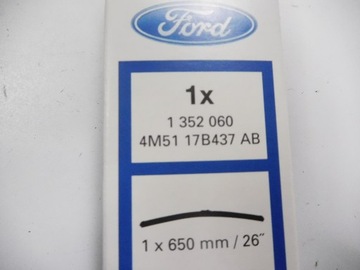 Ford
1x
1 352 060
4M51 17B437 AB
1 x 650 mm / 26"